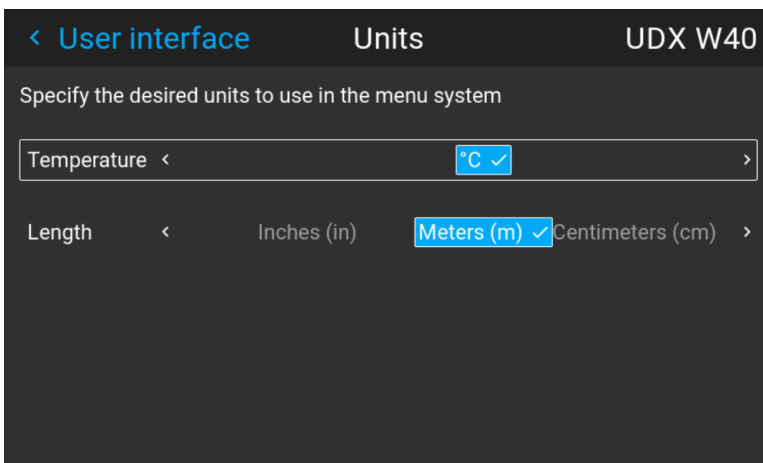 < User interface Units UDX W40
Specify the desired units to use in the menu system
Temperature < °C ✓ >
Length < Inches (in) Meters (m) ✓ Centimeters (cm) >